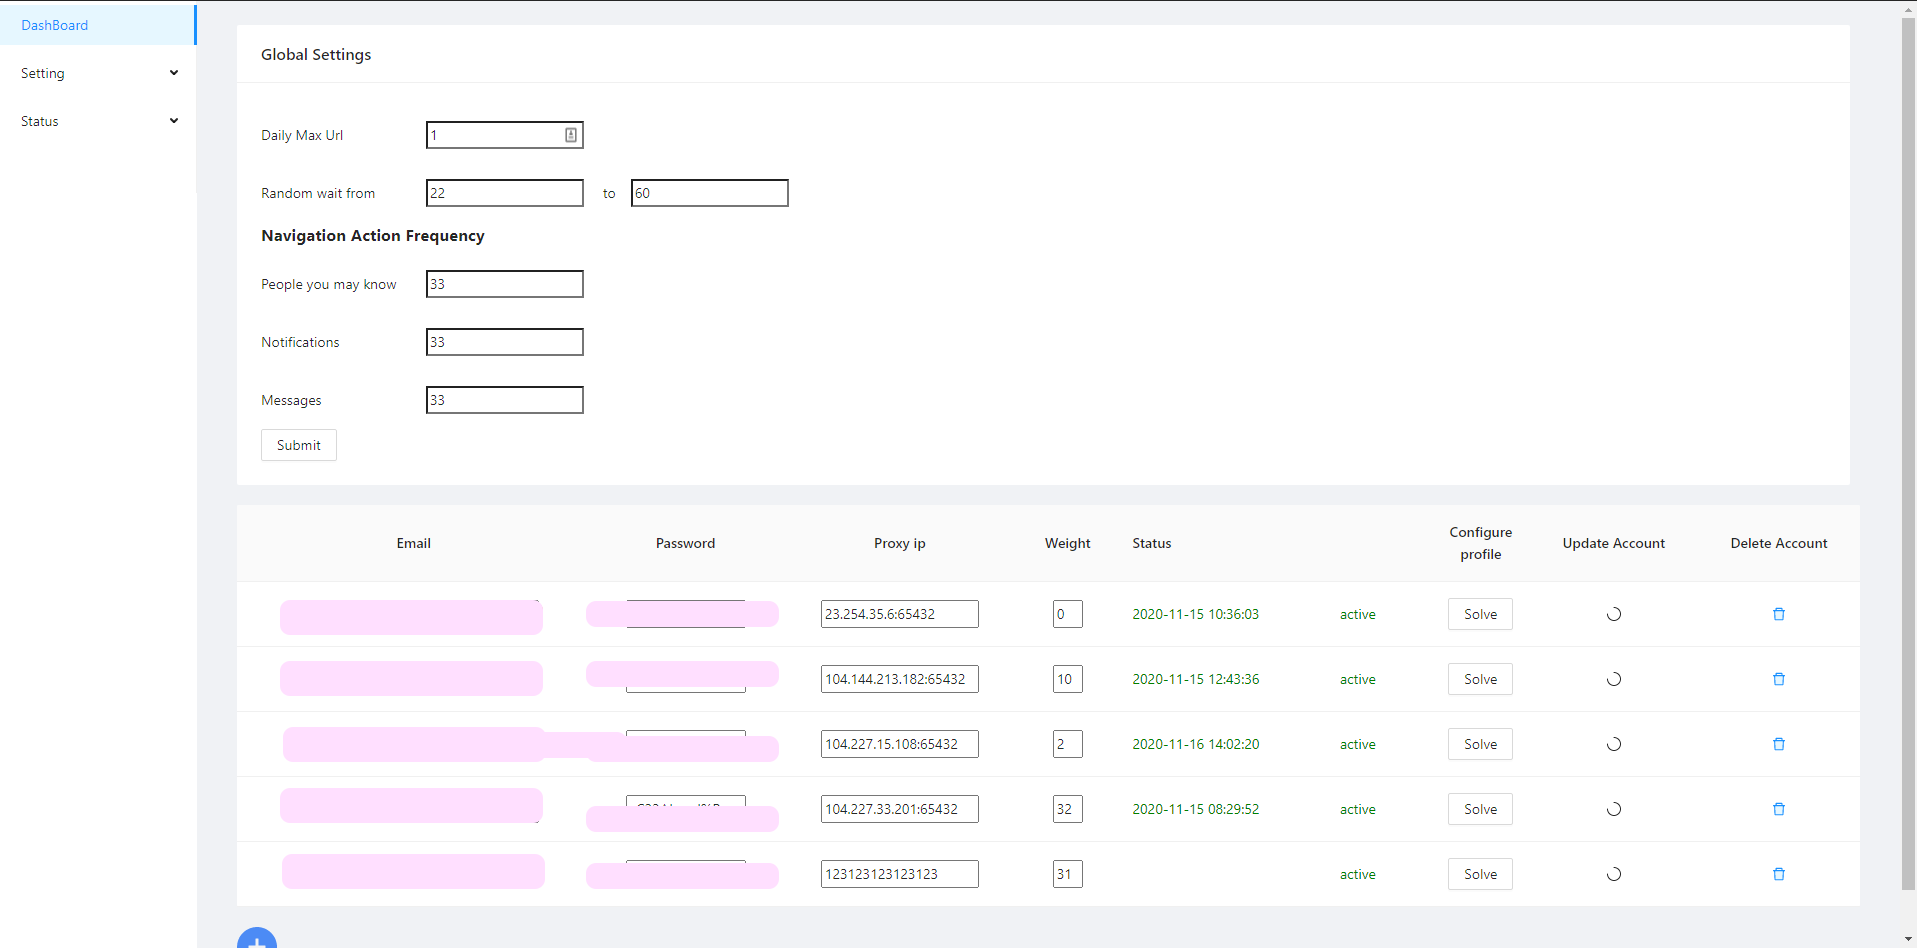 DashBoard
Setting
Status
Global Settings
Daily Max Url 1
Random wait from 22 to 60
Navigation Action Frequency
People you may know 33
Notifications 33
Messages 33
Submit
Email Password Proxy ip Weight Status Configure profile Update Account Delete Account
23.254.35.6:65432 0 2020-11-15 10:36:03 active Solve
104.144.213.182:65432 10 2020-11-15 12:43:36 active Solve
104.227.15.108:65432 2 2020-11-16 14:02:20 active Solve
104.227.33.201:65432 32 2020-11-15 08:29:52 active Solve
123123123123123 31 active Solve